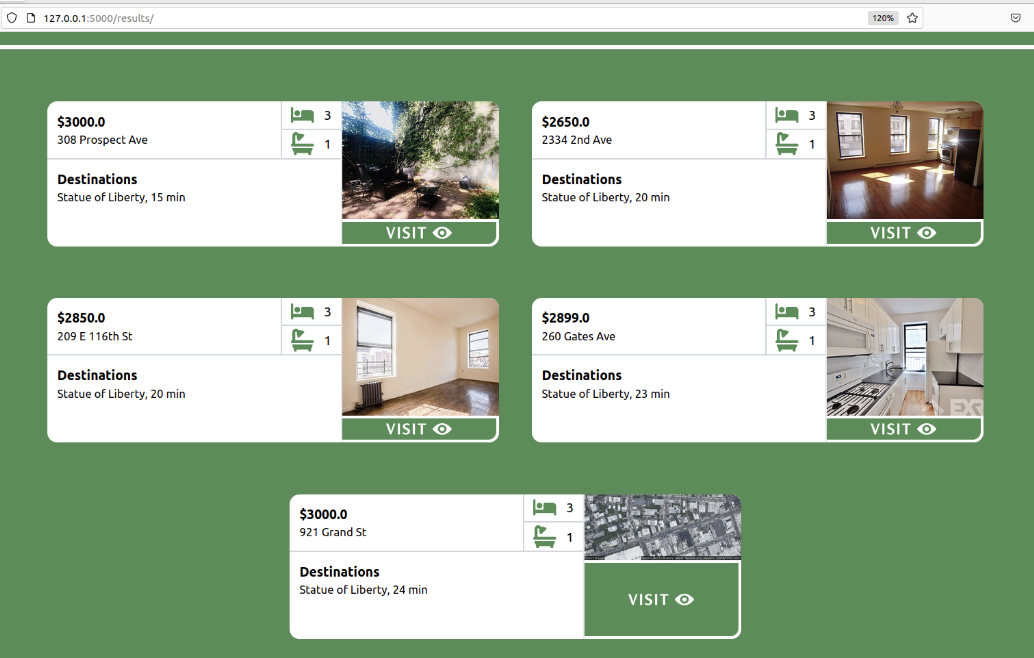 127.0.0.1:5000/results/
120%
$3000.0
308 Prospect Ave
3
1
Destinations
Statue of Liberty, 15 min
VISIT
$2650.0
2334 2nd Ave
3
1
Destinations
Statue of Liberty, 20 min
VISIT
$2850.0
209 E 116th St
3
1
Destinations
Statue of Liberty, 20 min
VISIT
$2899.0
260 Gates Ave
3
1
Destinations
Statue of Liberty, 23 min
EXR
VISIT
$3000.0
921 Grand St
3
1
Destinations
Statue of Liberty, 24 min
VISIT